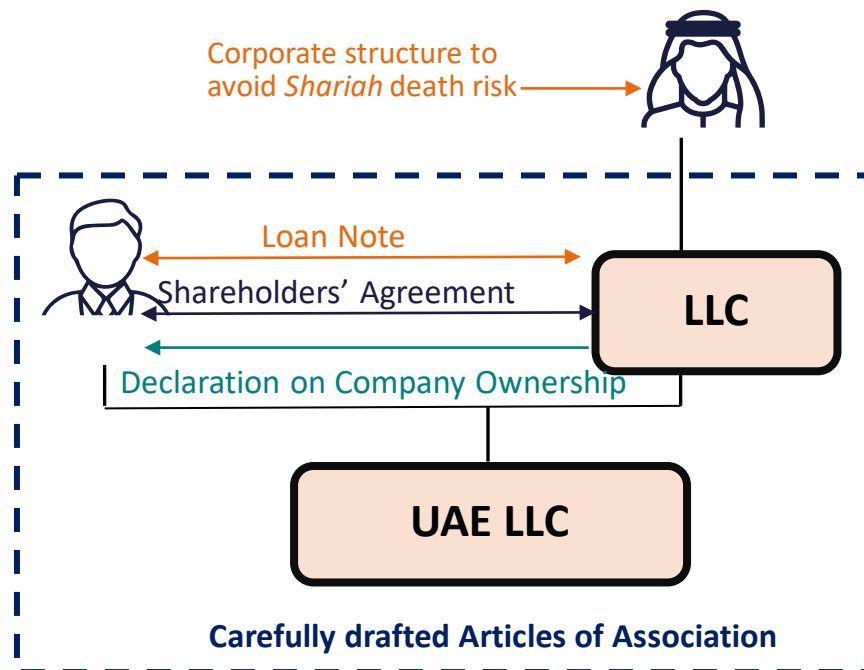 Corporate structure to
avoid Shariah death risk
Loan Note
Shareholders’ Agreement
LLC
Declaration on Company Ownership
UAE LLC
Carefully drafted Articles of Association